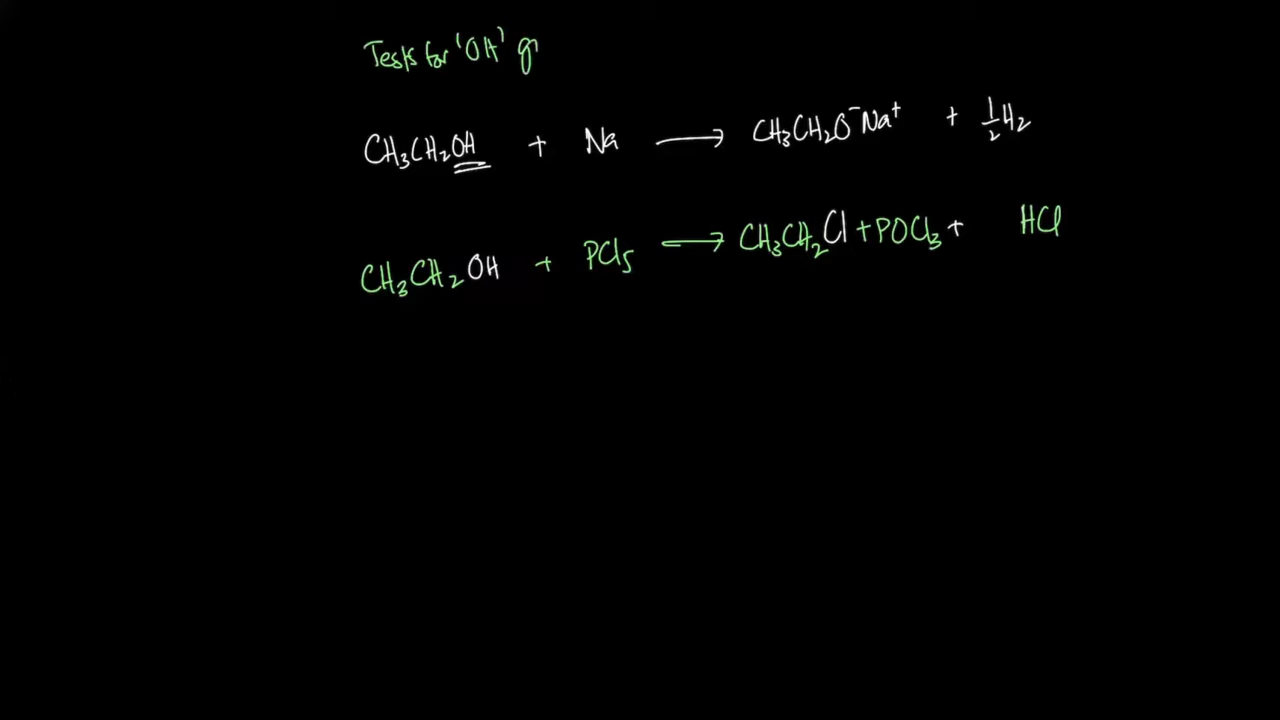 Tests for 'OH' g
CH₃CH₂OH + Na ⟶ CH₃CH₂O⁻Na⁺ + ½H₂
CH₃CH₂OH + PCl₅ ⟶ CH₃CH₂Cl + POCl₃ + HCl